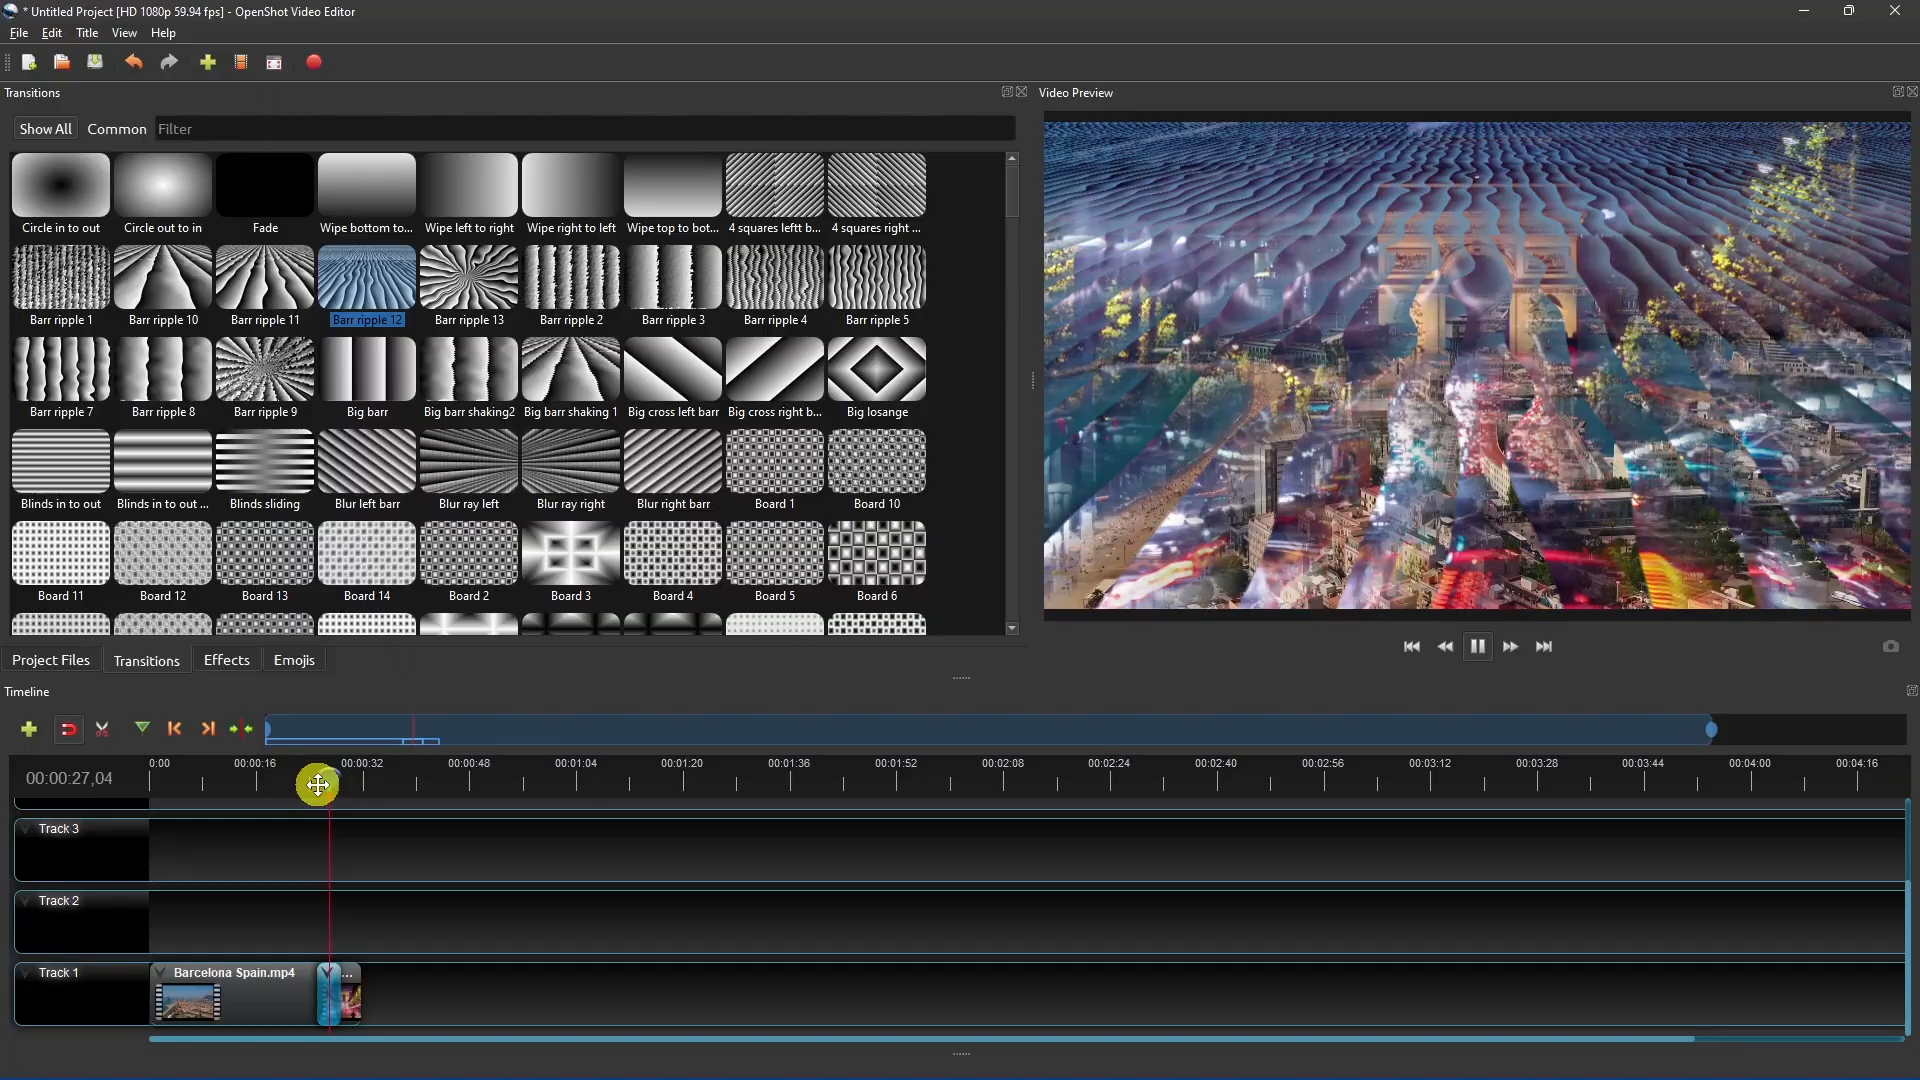 * Untitled Project [HD 1080p 59.94 fps] - OpenShot Video Editor
File Edit Title View Help
Transitions
Video Preview
Show All Common Filter
Circle in to out Circle out to in Fade Wipe bottom to... Wipe left to right Wipe right to left Wipe top to bot... 4 squares leftt b... 4 squares right ...
Barr ripple 1 Barr ripple 10 Barr ripple 11 Barr ripple 12 Barr ripple 13 Barr ripple 2 Barr ripple 3 Barr ripple 4 Barr ripple 5
Barr ripple 7 Barr ripple 8 Barr ripple 9 Big barr Big barr shaking2 Big barr shaking 1 Big cross left barr Big cross right b... Big losange
Blinds in to out Blinds in to out ... Blinds sliding Blur left barr Blur ray left Blur ray right Blur right barr Board 1 Board 10
Board 11 Board 12 Board 13 Board 14 Board 2 Board 3 Board 4 Board 5 Board 6
Project Files Transitions Effects Emojis
Timeline
00:00:27,04
0:00 00:00:16 00:00:32 00:00:48 00:01:04 00:01:20 00:01:36 00:01:52 00:02:08 00:02:24 00:02:40 00:02:56 00:03:12 00:03:28 00:03:44 00:04:00 00:04:16
Track 3
Track 2
Track 1
Barcelona Spain.mp4
...